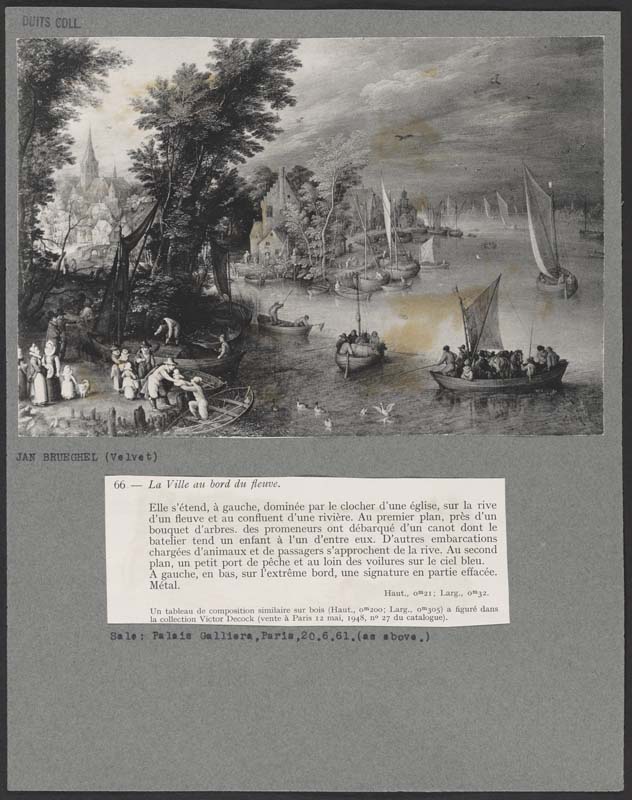 DUITS COLL.
JAN BRUEGHEL (Velvet)
66 — La Ville au bord du fleuve.
Elle s'étend, à gauche, dominée par le clocher d'une église, sur la rive
d'un fleuve et au confluent d'une rivière. Au premier plan, près d'un
bouquet d'arbres. des promeneurs ont débarqué d'un canot dont le
batelier tend un enfant à l'un d'entre eux. D'autres embarcations
chargées d'animaux et de passagers s'approchent de la rive. Au second
plan, un petit port de pêche et au loin des voilures sur le ciel bleu.
A gauche, en bas, sur l'extrême bord, une signature en partie effacée.
Métal.
Haut., 0m21; Larg., 0m32.
Un tableau de composition similaire sur bois (Haut., 0m200; Larg., 0m305) a figuré dans
la collection Victor Decock (vente à Paris 12 mai, 1948, nº 27 du catalogue).
Sale: Palais Galliera,Paris,20.6.61.(as above.)